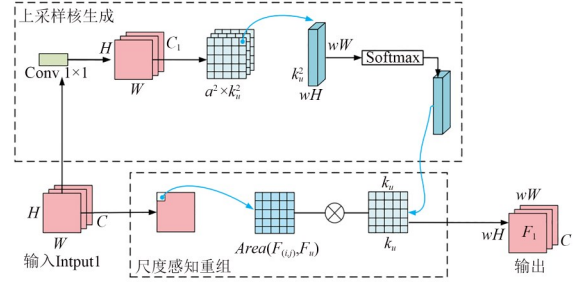 上采样核生成
H
C₁
W
Conv 1×1
a²×kᵤ²
kᵤ²
wW
wH
Softmax
H
C
W
输入Intput1
Area(F₍ᵢ,ⱼ₎,Fᵤ)
kᵤ
kᵤ
尺度感知重组
wW
wH
F₁
C
输出